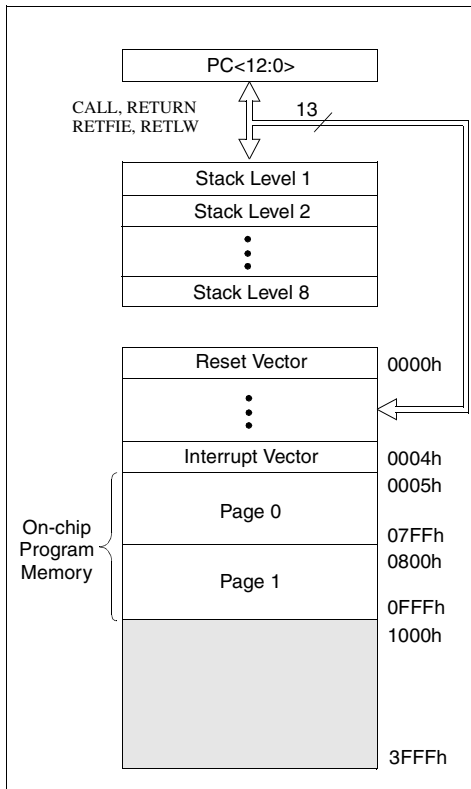 PC<12:0>
CALL, RETURN
RETFIE, RETLW
13
Stack Level 1
Stack Level 2
Stack Level 8
Reset Vector
0000h
Interrupt Vector
0004h
0005h
On-chip
Program
Memory
Page 0
07FFh
0800h
Page 1
0FFFh
1000h
3FFFh